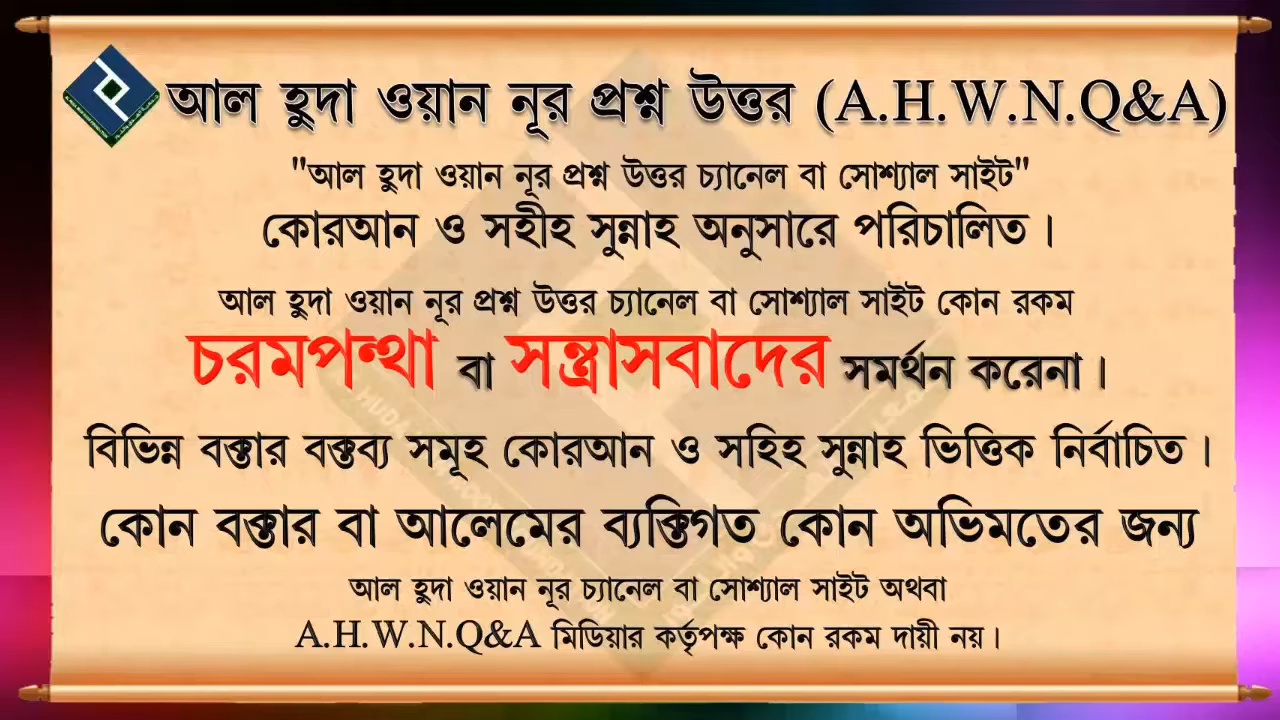 আল হুদা ওয়ান নূর প্রশ্ন উত্তর (A.H.W.N.Q&A)
"আল হুদা ওয়ান নূর প্রশ্ন উত্তর চ্যানেল বা সোশ্যাল সাইট"
কোরআন ও সহীহ সুন্নাহ অনুসারে পরিচালিত।
আল হুদা ওয়ান নূর প্রশ্ন উত্তর চ্যানেল বা সোশ্যাল সাইট কোন রকম
চরমপন্থা বা সন্ত্রাসবাদের সমর্থন করেনা।
বিভিন্ন বক্তার বক্তব্য সমূহ কোরআন ও সহিহ সুন্নাহ ভিত্তিক নির্বাচিত।
কোন বক্তার বা আলেমের ব্যক্তিগত কোন অভিমতের জন্য
আল হুদা ওয়ান নূর চ্যানেল বা সোশ্যাল সাইট অথবা
A.H.W.N.Q&A মিডিয়ার কর্তৃপক্ষ কোন রকম দায়ী নয়।